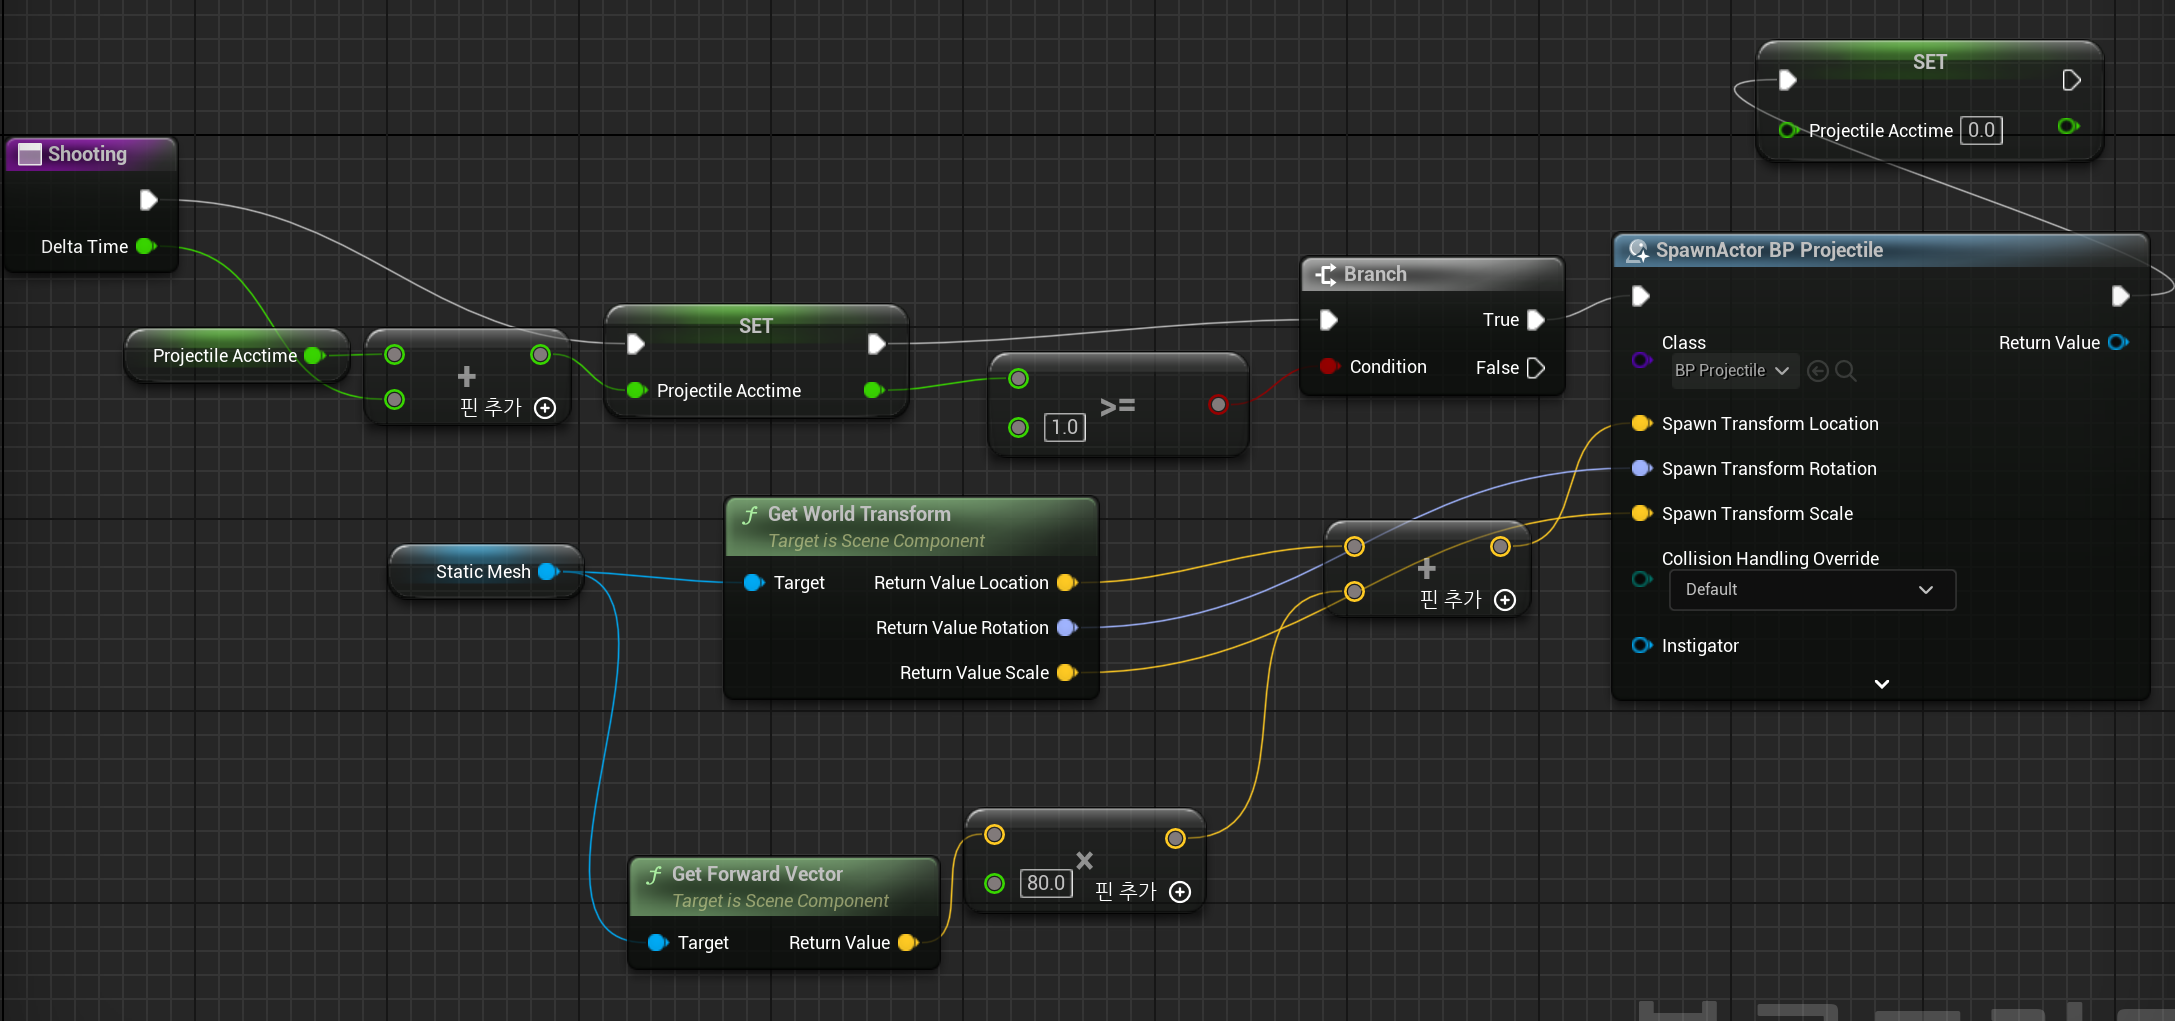 SET
Projectile Acctime 0.0
Shooting
Delta Time
Projectile Acctime
핀 추가
SET
Projectile Acctime
>=
1.0
Branch
True
Condition
False
SpawnActor BP Projectile
Class
Return Value
BP Projectile
Spawn Transform Location
Spawn Transform Rotation
Spawn Transform Scale
Collision Handling Override
Default
Instigator
Static Mesh
Get World Transform
Target is Scene Component
Target
Return Value Location
Return Value Rotation
Return Value Scale
+
핀 추가
Get Forward Vector
Target is Scene Component
Target
Return Value
×
80.0
핀 추가